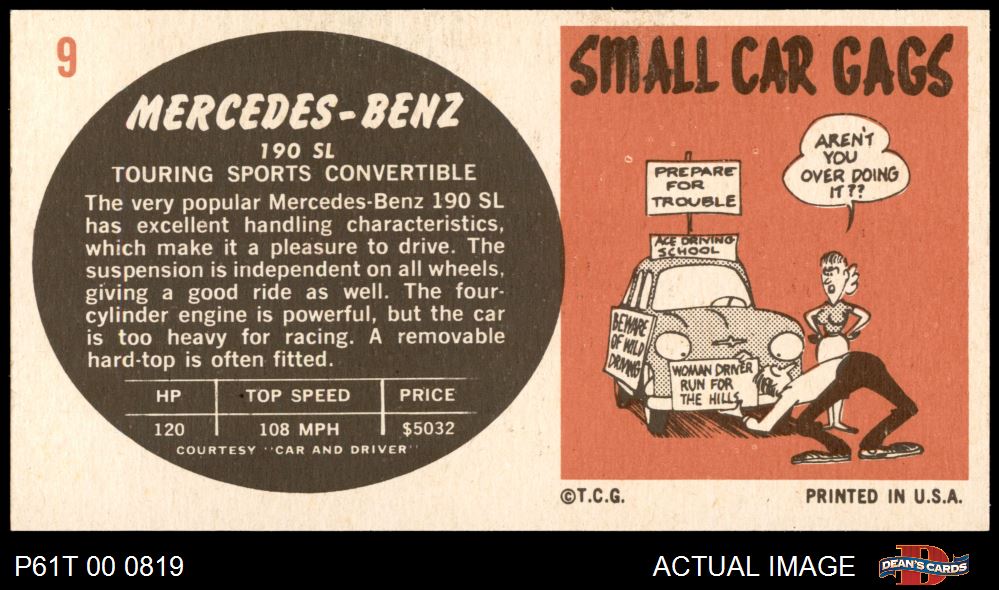 9
MERCEDES-BENZ
190 SL
TOURING SPORTS CONVERTIBLE
The very popular Mercedes-Benz 190 SL
has excellent handling characteristics,
which make it a pleasure to drive. The
suspension is independent on all wheels,
giving a good ride as well. The four-
cylinder engine is powerful, but the car
is too heavy for racing. A removable
hard-top is often fitted.
HP TOP SPEED PRICE
120 108 MPH $5032
COURTESY "CAR AND DRIVER"
SMALL CAR GAGS
AREN'T
YOU
OVER DOING
IT??
PREPARE
FOR
TROUBLE
ACE DRIVING
SCHOOL
BEWARE
OF WILD
DRIVING
WOMAN DRIVER
RUN FOR
THE HILLS
©T.C.G. PRINTED IN U.S.A.
P61T 00 0819 ACTUAL IMAGE
D
DEAN'S CARDS